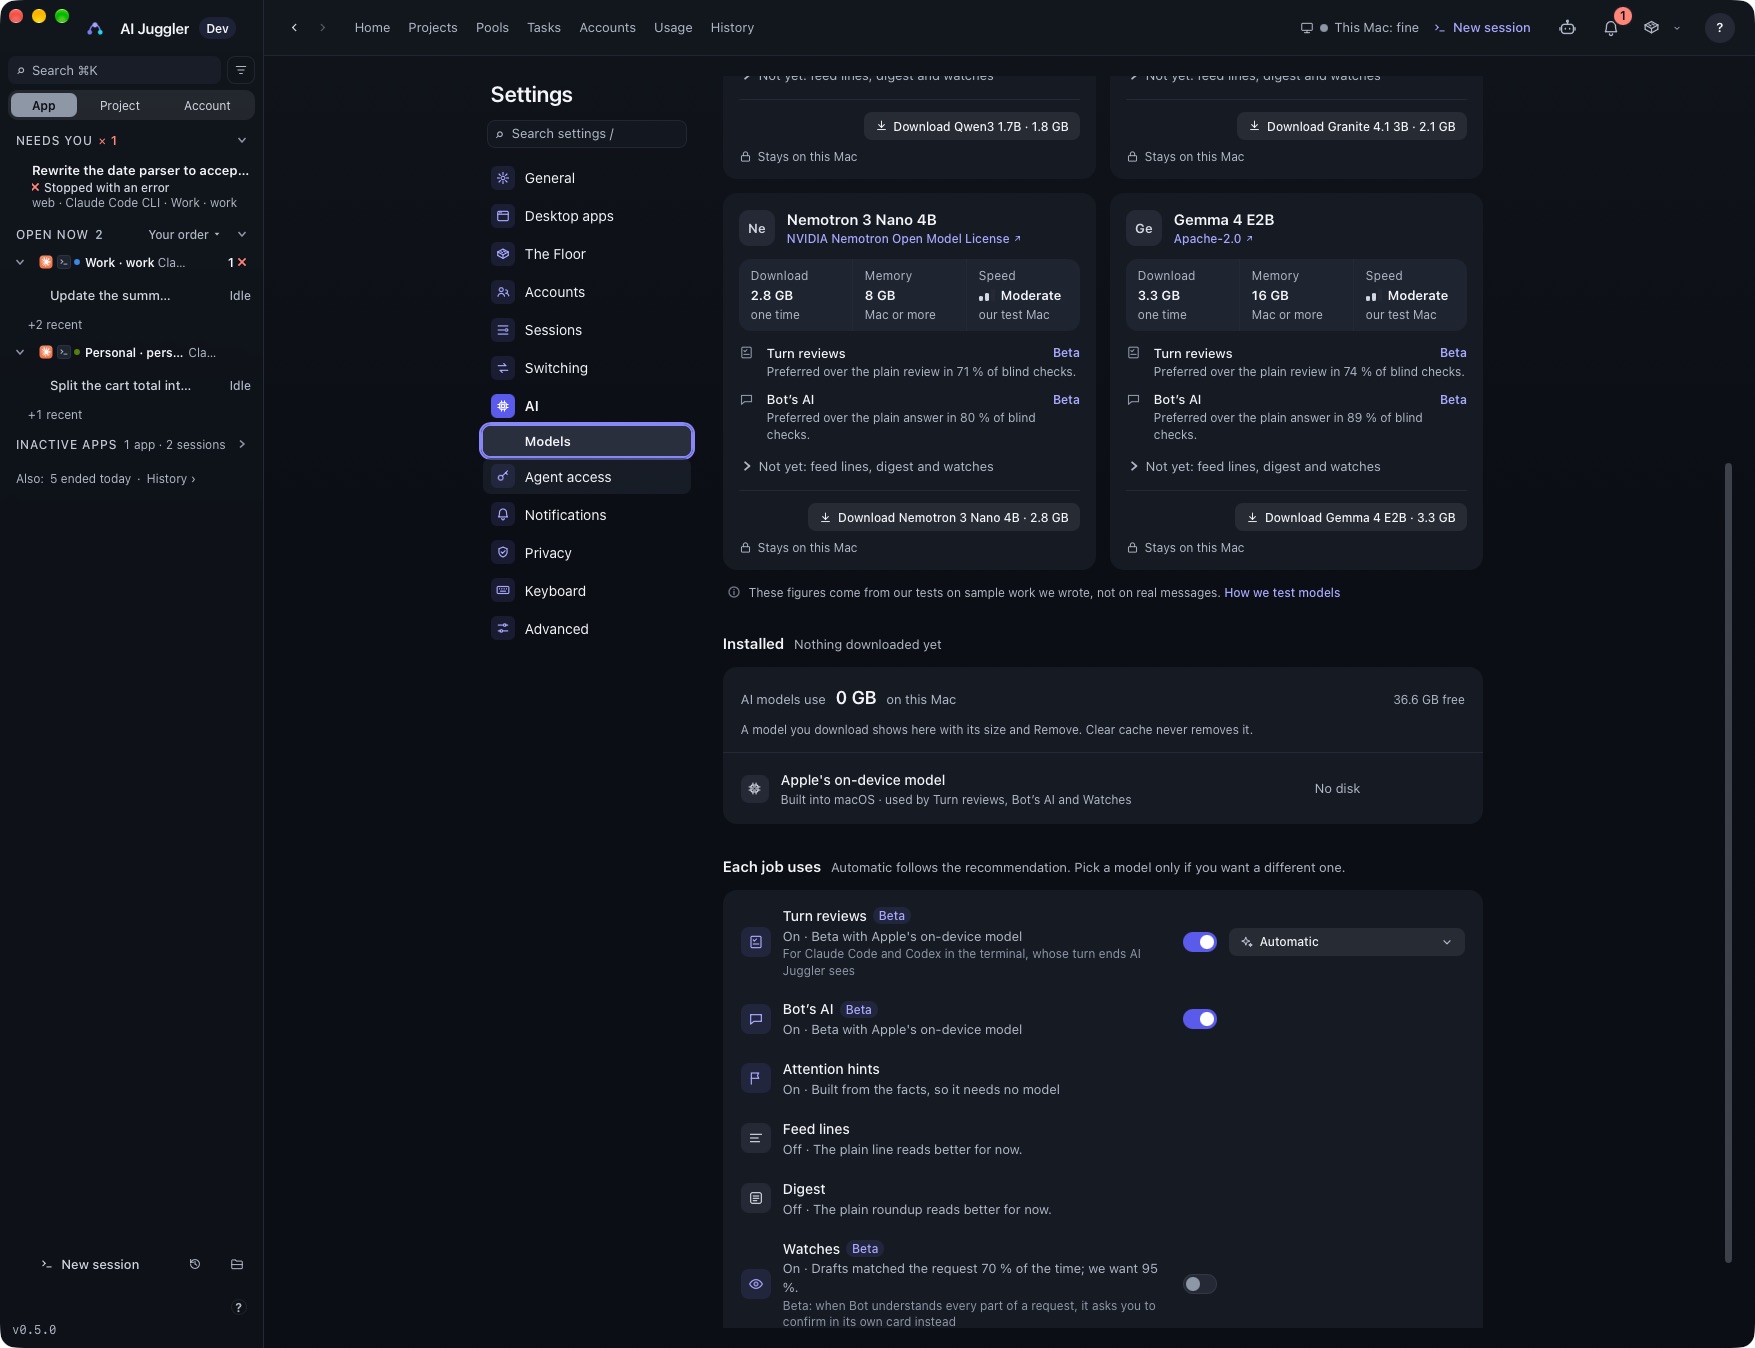 AI Juggler Dev
Search ⌘K
App Project Account
NEEDS YOU × 1
Rewrite the date parser to accep...
× Stopped with an error
web · Claude Code CLI · Work · work
OPEN NOW 2 Your order
Work · work Cla... 1 ×
Update the summ... Idle
+2 recent
Personal · pers... Cla...
Split the cart total int... Idle
+1 recent
INACTIVE APPS 1 app · 2 sessions
Also: 5 ended today · History ›
New session
?
v0.5.0
Home Projects Pools Tasks Accounts Usage History
This Mac: fine New session 1 ?
Settings
Search settings /
General
Desktop apps
The Floor
Accounts
Sessions
Switching
AI
Models
Agent access
Notifications
Privacy
Keyboard
Advanced
Not yet: feed lines, digest and watches
Download Qwen3 1.7B · 1.8 GB
Stays on this Mac
Not yet: feed lines, digest and watches
Download Granite 4.1 3B · 2.1 GB
Stays on this Mac
Ne Nemotron 3 Nano 4B
NVIDIA Nemotron Open Model License ↗
Download Memory Speed
2.8 GB 8 GB Moderate
one time Mac or more our test Mac
Turn reviews Beta
Preferred over the plain review in 71 % of blind checks.
Bot's AI Beta
Preferred over the plain answer in 80 % of blind
checks.
Not yet: feed lines, digest and watches
Download Nemotron 3 Nano 4B · 2.8 GB
Stays on this Mac
Ge Gemma 4 E2B
Apache-2.0 ↗
Download Memory Speed
3.3 GB 16 GB Moderate
one time Mac or more our test Mac
Turn reviews Beta
Preferred over the plain review in 74 % of blind checks.
Bot's AI Beta
Preferred over the plain answer in 89 % of blind
checks.
Not yet: feed lines, digest and watches
Download Gemma 4 E2B · 3.3 GB
Stays on this Mac
These figures come from our tests on sample work we wrote, not on real messages. How we test models
Installed Nothing downloaded yet
AI models use 0 GB on this Mac 36.6 GB free
A model you download shows here with its size and Remove. Clear cache never removes it.
Apple's on-device model
Built into macOS · used by Turn reviews, Bot's AI and Watches
No disk
Each job uses Automatic follows the recommendation. Pick a model only if you want a different one.
Turn reviews Beta
On · Beta with Apple's on-device model
For Claude Code and Codex in the terminal, whose turn ends AI
Juggler sees
Automatic
Bot's AI Beta
On · Beta with Apple's on-device model
Attention hints
On · Built from the facts, so it needs no model
Feed lines
Off · The plain line reads better for now.
Digest
Off · The plain roundup reads better for now.
Watches Beta
On · Drafts matched the request 70 % of the time; we want 95
%.
Beta: when Bot understands every part of a request, it asks you to
confirm in its own card instead